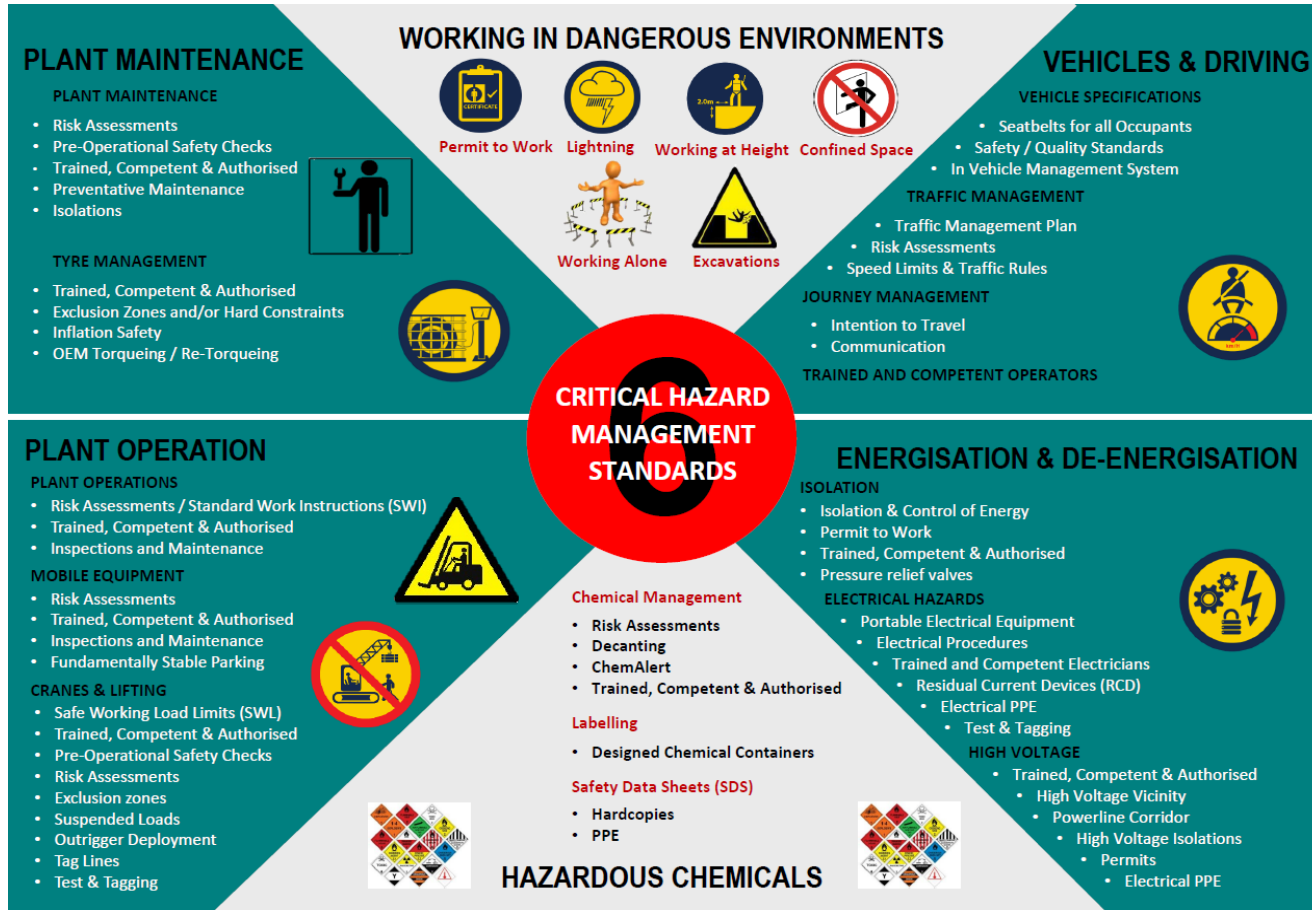 PLANT MAINTENANCE
PLANT MAINTENANCE
• Risk Assessments
• Pre-Operational Safety Checks
• Trained, Competent & Authorised
• Preventative Maintenance
• Isolations
TYRE MANAGEMENT
• Trained, Competent & Authorised
• Exclusion Zones and/or Hard Constraints
• Inflation Safety
• OEM Torqueing / Re-Torqueing
WORKING IN DANGEROUS ENVIRONMENTS
CERTIFICATE
2.0m
Permit to Work
Lightning
Working at Height
Confined Space
Working Alone
Excavations
VEHICLES & DRIVING
VEHICLE SPECIFICATIONS
• Seatbelts for all Occupants
• Safety / Quality Standards
• In Vehicle Management System
TRAFFIC MANAGEMENT
• Traffic Management Plan
• Risk Assessments
• Speed Limits & Traffic Rules
JOURNEY MANAGEMENT
• Intention to Travel
• Communication
TRAINED AND COMPETENT OPERATORS
km/h
6
CRITICAL HAZARD
MANAGEMENT
STANDARDS
PLANT OPERATION
PLANT OPERATIONS
• Risk Assessments / Standard Work Instructions (SWI)
• Trained, Competent & Authorised
• Inspections and Maintenance
MOBILE EQUIPMENT
• Risk Assessments
• Trained, Competent & Authorised
• Inspections and Maintenance
• Fundamentally Stable Parking
CRANES & LIFTING
• Safe Working Load Limits (SWL)
• Trained, Competent & Authorised
• Pre-Operational Safety Checks
• Risk Assessments
• Exclusion zones
• Suspended Loads
• Outrigger Deployment
• Tag Lines
• Test & Tagging
Chemical Management
• Risk Assessments
• Decanting
• ChemAlert
• Trained, Competent & Authorised
Labelling
• Designed Chemical Containers
Safety Data Sheets (SDS)
• Hardcopies
• PPE
HAZARDOUS CHEMICALS
ENERGISATION & DE-ENERGISATION
ISOLATION
• Isolation & Control of Energy
• Permit to Work
• Trained, Competent & Authorised
• Pressure relief valves
ELECTRICAL HAZARDS
• Portable Electrical Equipment
• Electrical Procedures
• Trained and Competent Electricians
• Residual Current Devices (RCD)
• Electrical PPE
• Test & Tagging
HIGH VOLTAGE
• Trained, Competent & Authorised
• High Voltage Vicinity
• Powerline Corridor
• High Voltage Isolations
• Permits
• Electrical PPE